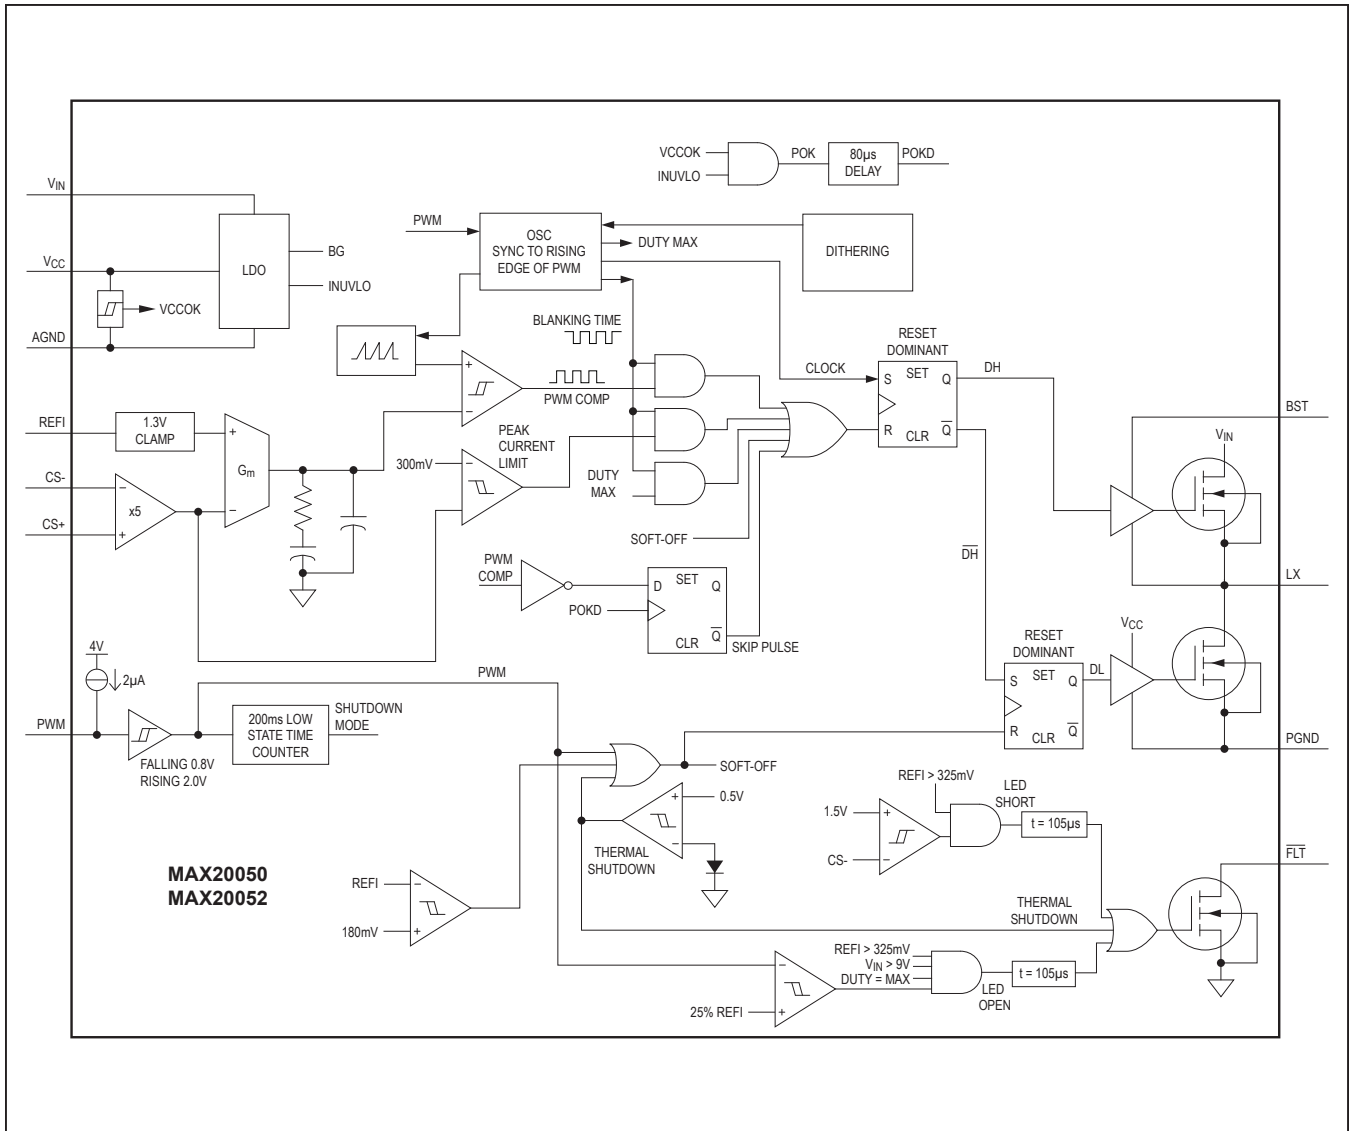 VCCOK
INUVLO
POK
80µs
DELAY
POKD
VIN
PWM
OSC
SYNC TO RISING
EDGE OF PWM
DUTY MAX
DITHERING
LDO
BG
INUVLO
VCC
VCCOK
AGND
BLANKING TIME
RESET
DOMINANT
CLOCK
S
SET
Q
DH
R
CLR
Q
REFI
1.3V
CLAMP
+
Gm
−
+
−
PWM COMP
PEAK
CURRENT
LIMIT
300mV
−
DUTY
MAX
BST
VIN
CS-
−
x5
CS+
+
SOFT-OFF
DH
LX
PWM
COMP
D
SET
Q
POKD
CLR
Q
SKIP PULSE
RESET
DOMINANT
VCC
S
SET
Q
DL
R
CLR
Q
4V
2µA
PWM
PWM
200ms LOW
STATE TIME
COUNTER
SHUTDOWN
MODE
PGND
FALLING 0.8V
RISING 2.0V
SOFT-OFF
+
0.5V
−
THERMAL
SHUTDOWN
REFI > 325mV
LED
SHORT
1.5V
+
t = 105µs
CS-
−
FLT
MAX20050
MAX20052
REFI
−
180mV
+
THERMAL
SHUTDOWN
REFI > 325mV
VIN > 9V
DUTY = MAX
−
t = 105µs
LED
OPEN
25% REFI
+